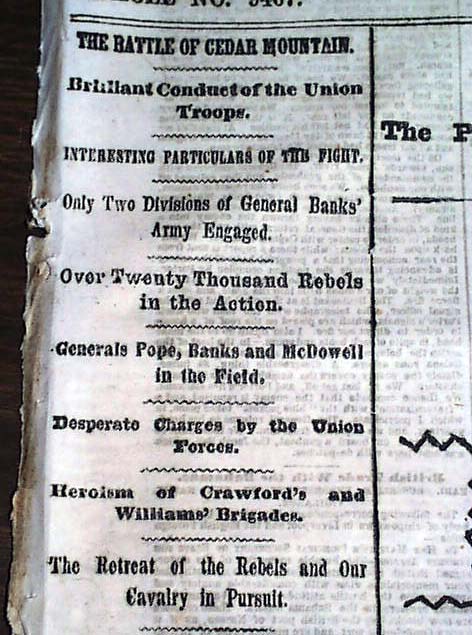 NO. 9467.
THE BATTLE OF CEDAR MOUNTAIN.
Brilliant Conduct of the Union
Troops.
INTERESTING PARTICULARS OF THE FIGHT.
Only Two Divisions of General Banks'
Army Engaged.
Over Twenty Thousand Rebels
in the Action.
Generals Pope, Banks and McDowell
in the Field.
Desperate Charges by the Union
Forces.
Heroism of Crawford's and
Williams' Brigades.
The Retreat of the Rebels and Our
Cavalry in Pursuit.
The P